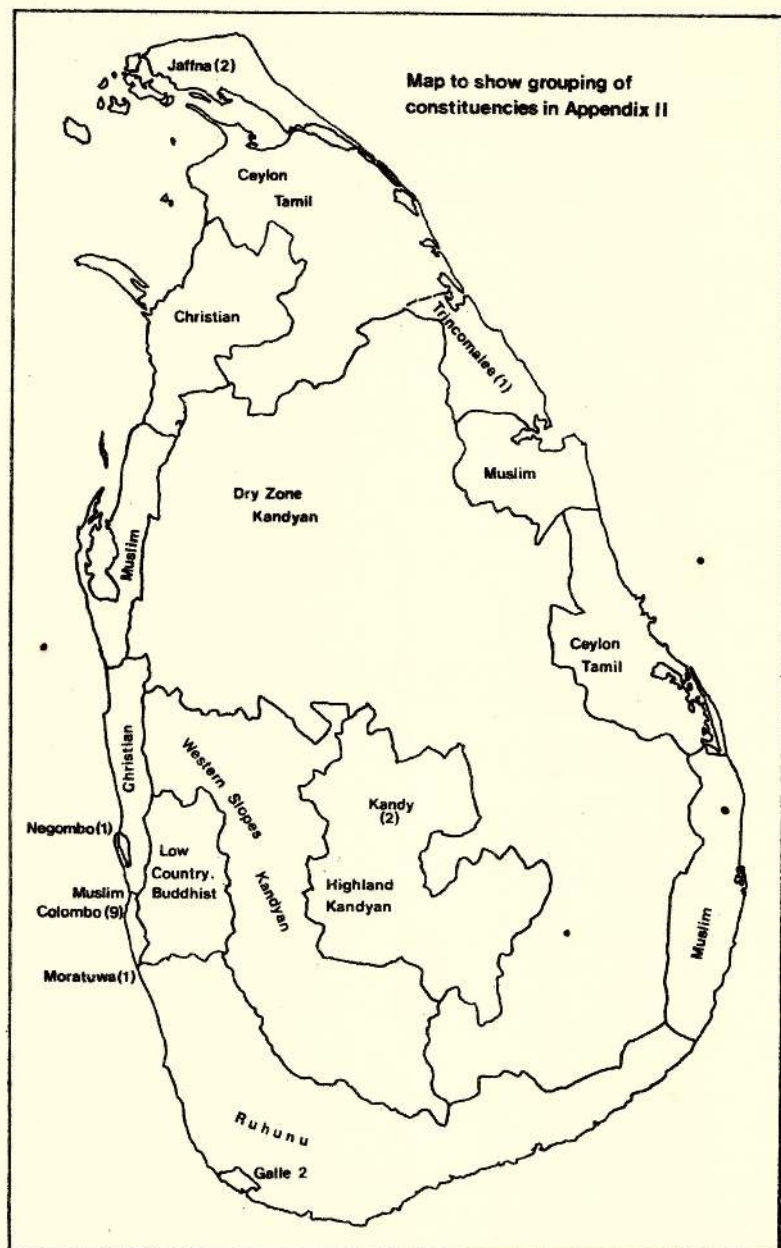 Jaffna (2)
Map to show grouping of
constituencies in Appendix II
Ceylon
Tamil
Christian
Trincomalee (1)
Muslim
Dry Zone
Kandyan
Muslim
Ceylon
Tamil
Christian
Western Slopes
Kandyan
Kandy
(2)
Negombo (1)
Low
Country.
Buddhist
Highland
Kandyan
Muslim
Colombo (9)
Muslim
Moratuwa (1)
Ruhunu
Galle 2